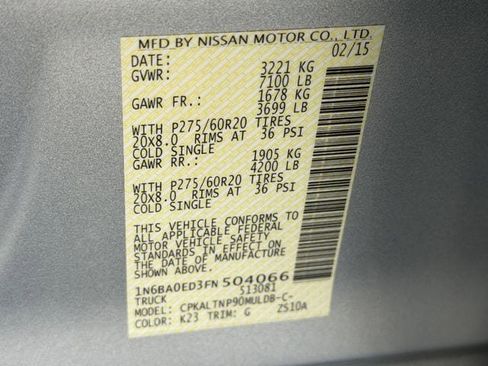 MFD BY NISSAN MOTOR CO., LTD.
DATE: 02/15
GVWR: 3221 KG
7100 LB
GAWR FR.: 1678 KG
3699 LB
WITH P275/60R20 TIRES
20x8.0 RIMS AT 36 PSI
COLD SINGLE
GAWR RR.: 1905 KG
4200 LB
WITH P275/60R20 TIRES
20x8.0 RIMS AT 36 PSI
COLD SINGLE
THIS VEHICLE CONFORMS TO
ALL APPLICABLE FEDERAL
MOTOR VEHICLE SAFETY
STANDARDS IN EFFECT ON
THE DATE OF MANUFACTURE
SHOWN ABOVE.
1N6BA0ED3FN504066
TRUCK 513081
MODEL: CPKALTNP90MULDB-C-
COLOR: K23 TRIM: G ZS10A